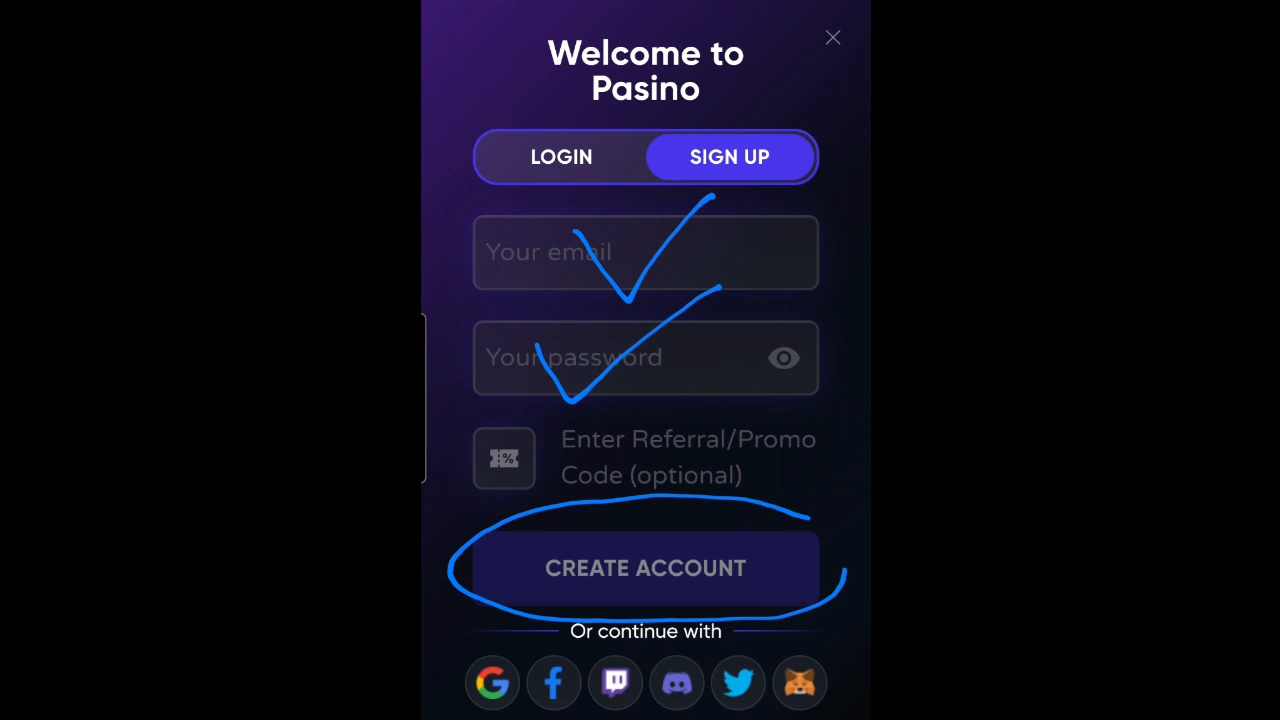 Welcome to
Pasino
LOGIN
SIGN UP
Your email
Your password
Enter Referral/Promo
Code (optional)
CREATE ACCOUNT
Or continue with